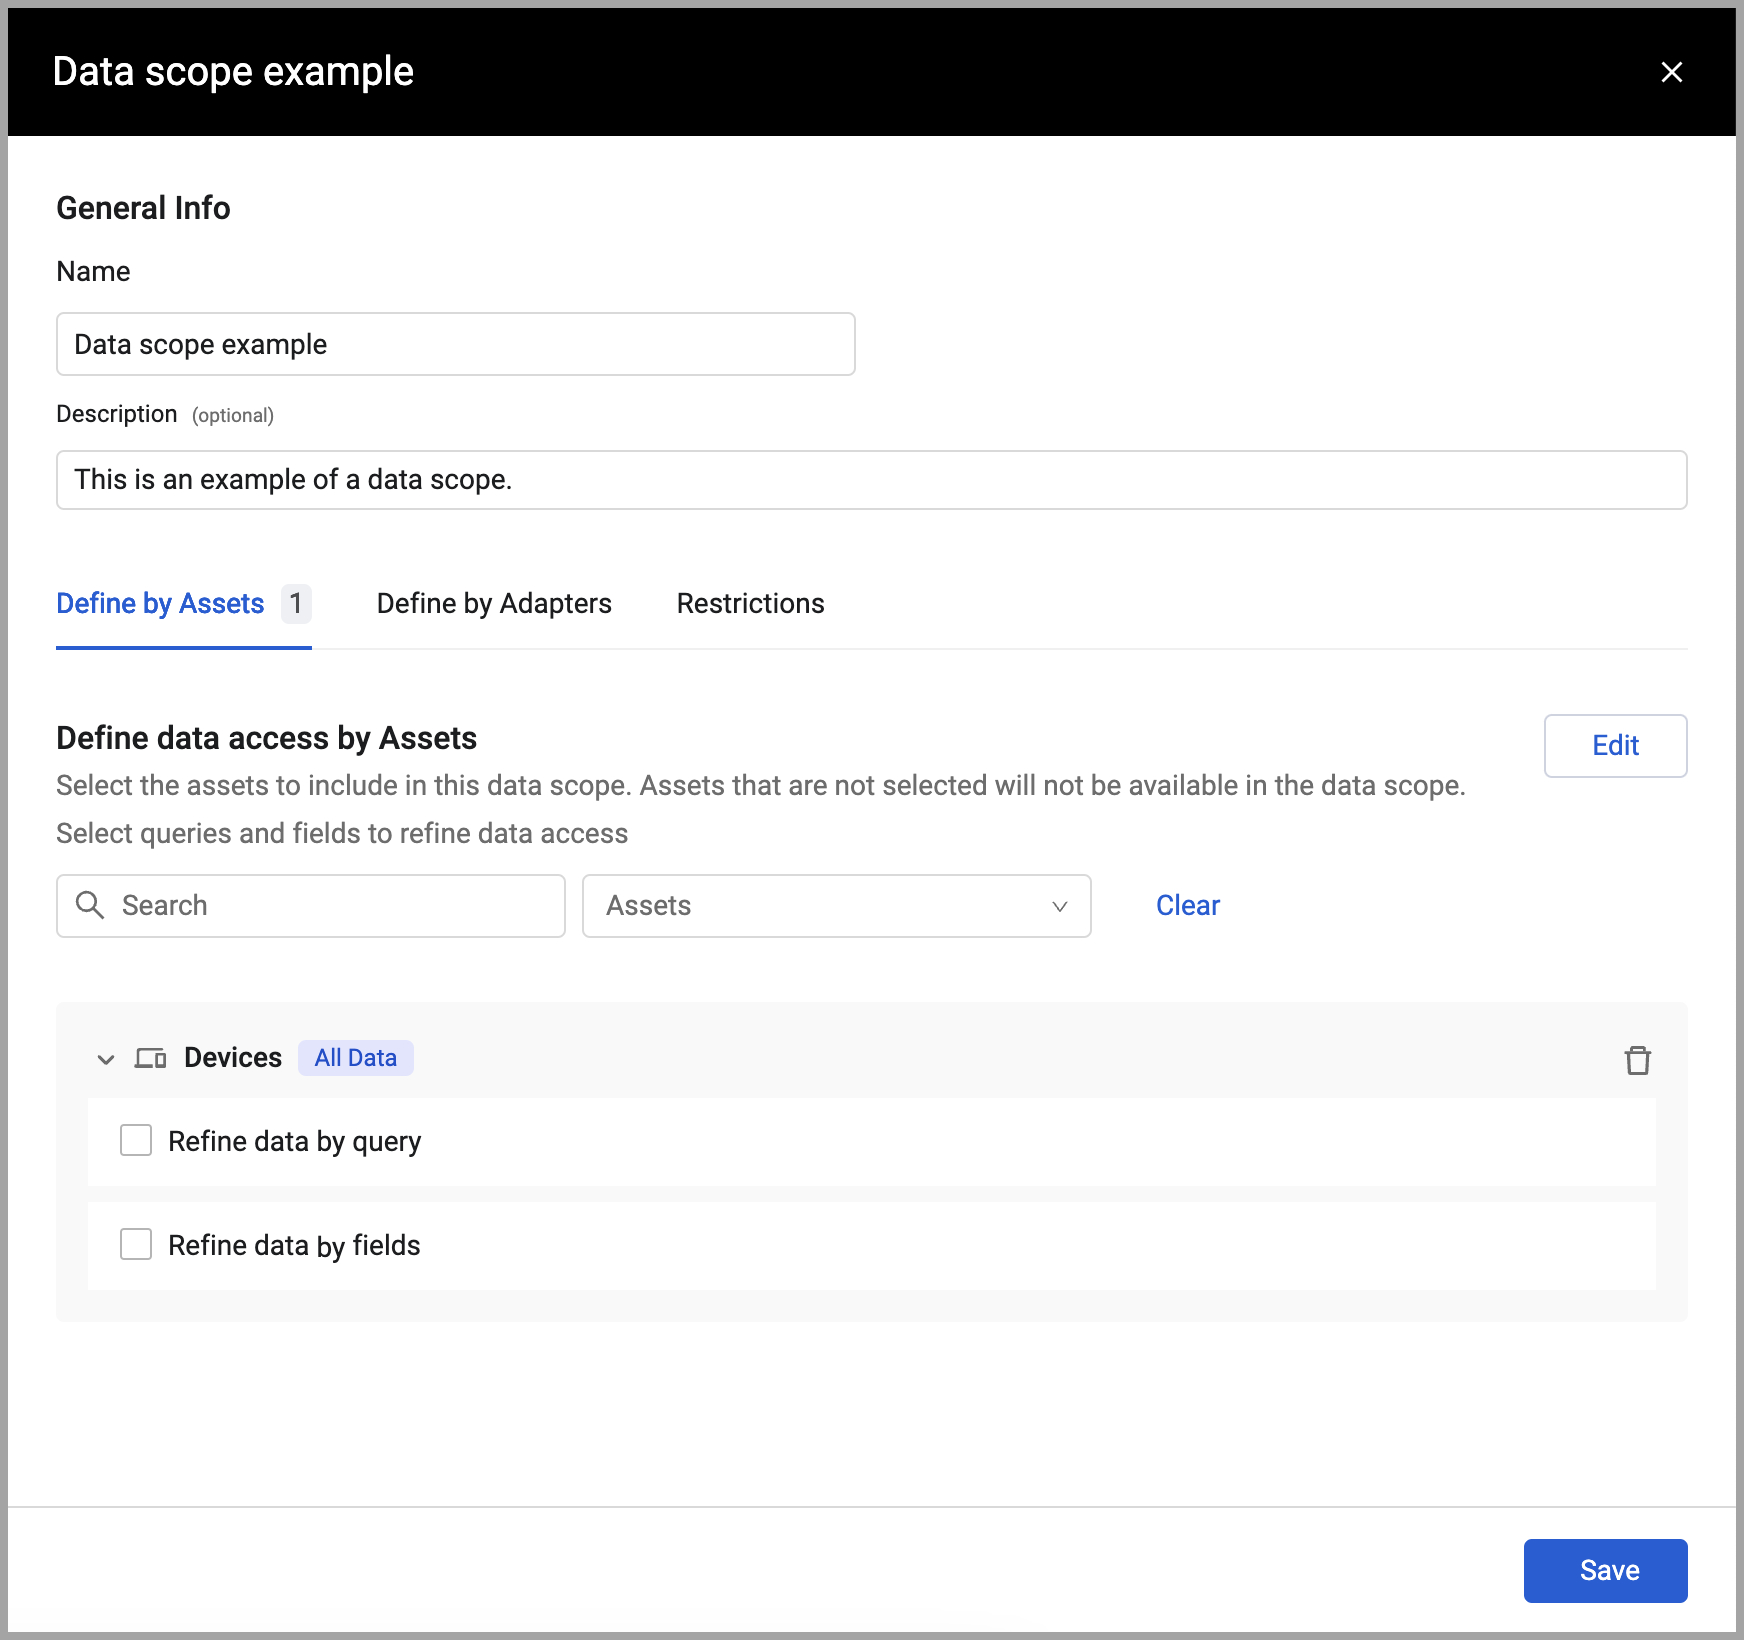 Data scope example
General Info
Name
Data scope example
Description (optional)
This is an example of a data scope.
Define by Assets 1 Define by Adapters Restrictions
Define data access by Assets
Edit
Select the assets to include in this data scope. Assets that are not selected will not be available in the data scope.
Select queries and fields to refine data access
Search Assets Clear
Devices All Data
Refine data by query
Refine data by fields
Save